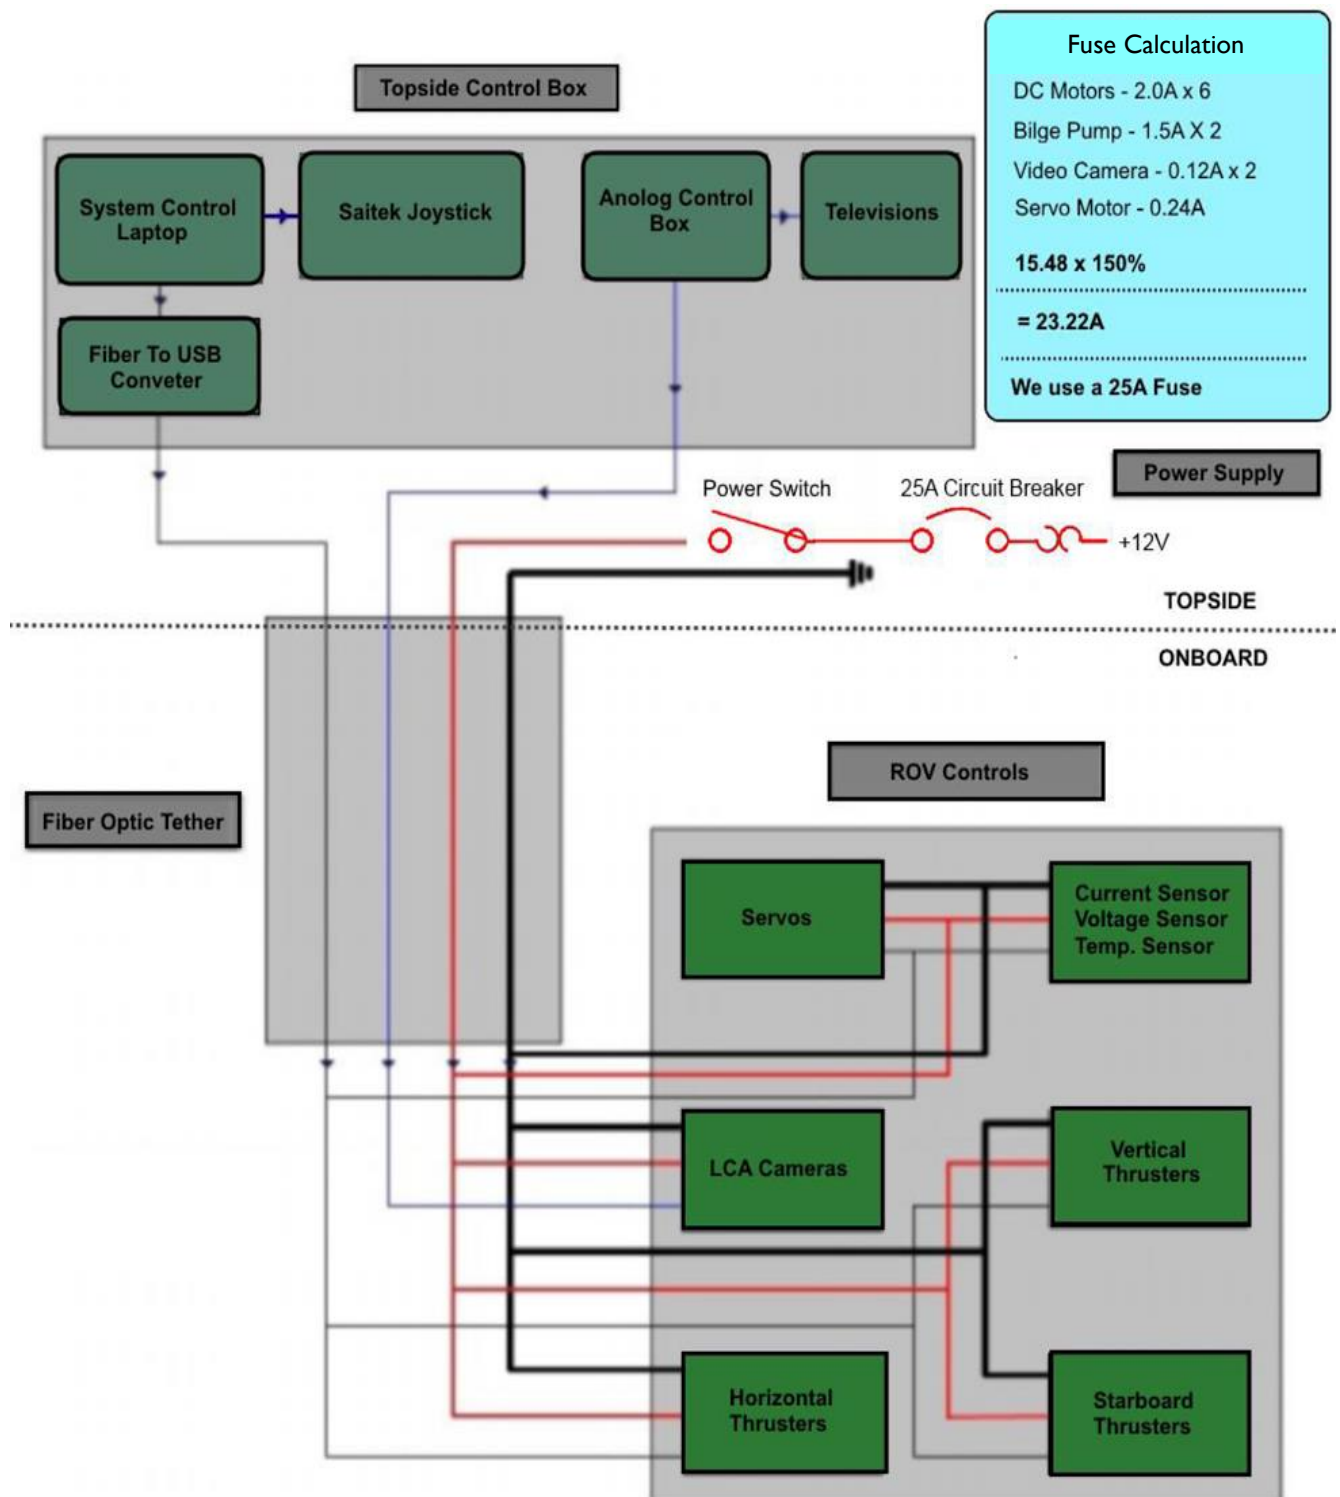 Fuse Calculation
DC Motors - 2.0A x 6
Bilge Pump - 1.5A X 2
Video Camera - 0.12A x 2
Servo Motor - 0.24A
15.48 x 150%
= 23.22A
We use a 25A Fuse
Topside Control Box
System Control
Laptop
Saitek Joystick
Anolog Control
Box
Televisions
Fiber To USB
Conveter
Power Supply
Power Switch
25A Circuit Breaker
+12V
TOPSIDE
ONBOARD
ROV Controls
Fiber Optic Tether
Servos
Current Sensor
Voltage Sensor
Temp. Sensor
LCA Cameras
Vertical
Thrusters
Horizontal
Thrusters
Starboard
Thrusters